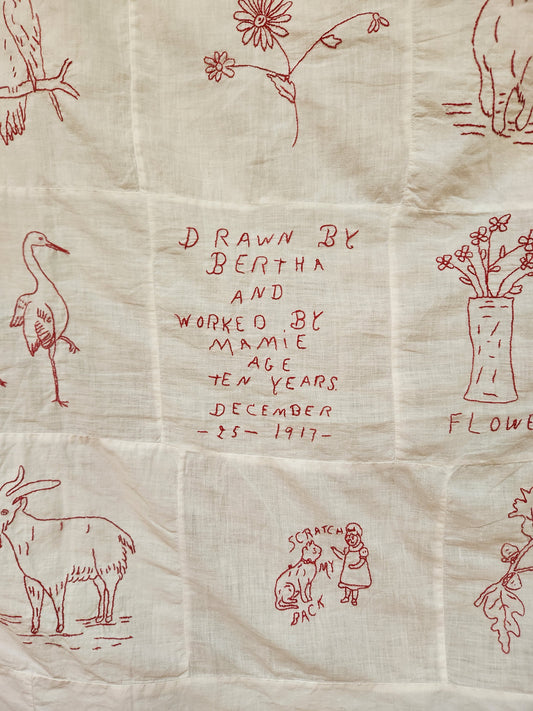 DRAWN BY
BERTHA
AND
WORKED BY
MAMIE
AGE
TEN YEARS
DECEMBER
- 25 - 1917 -
FLOWE
SCRATCH
MY
BACK